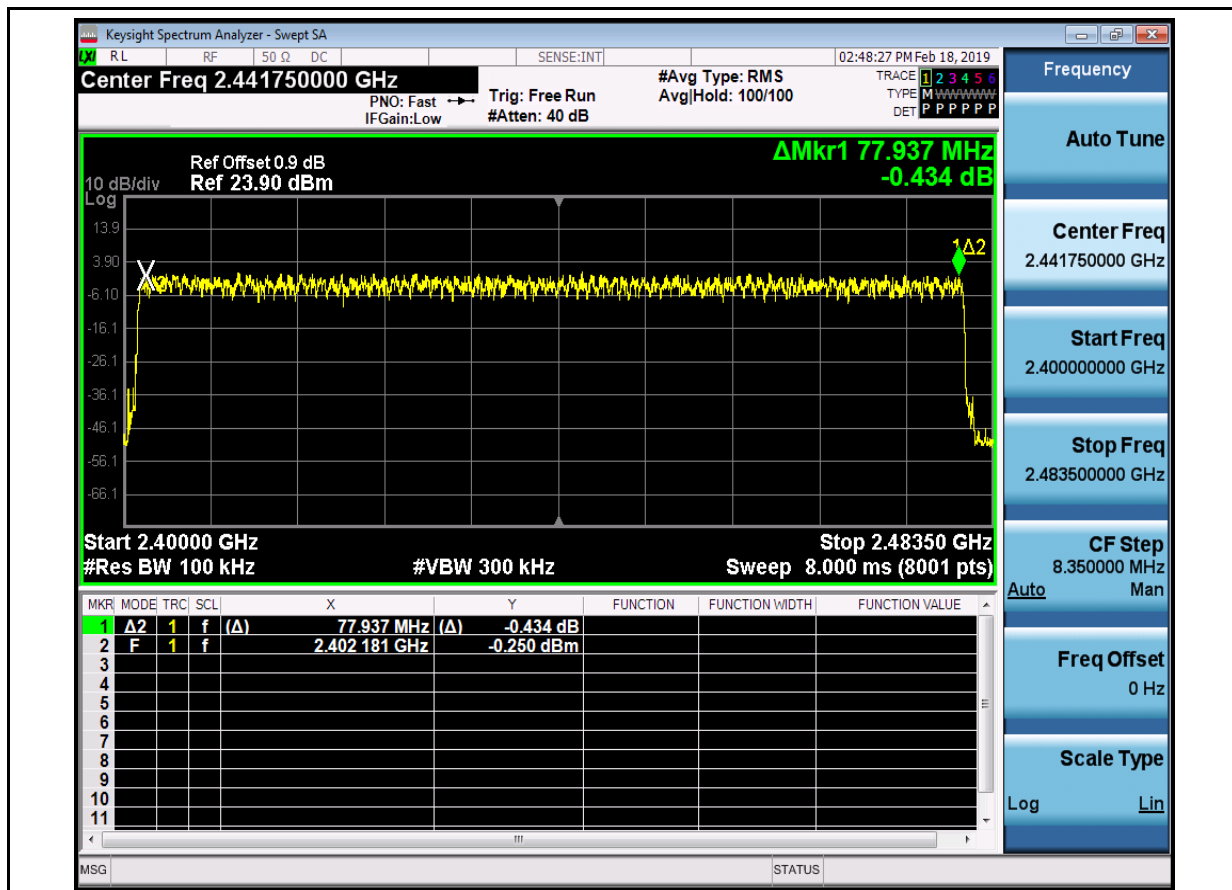 Keysight Spectrum Analyzer - Swept SA
LXI RL RF 50 Ω DC SENSE:INT 02:48:27 PM Feb 18, 2019
Center Freq 2.441750000 GHz
PNO: Fast
IFGain:Low
Trig: Free Run
#Atten: 40 dB
#Avg Type: RMS
Avg|Hold: 100/100
TRACE 1 2 3 4 5 6
TYPE M WWWWW
DET P P P P P P
ΔMkr1 77.937 MHz
-0.434 dB
Ref Offset 0.9 dB
10 dB/div Ref 23.90 dBm
Log
13.9
3.90
-6.10
-16.1
-26.1
-36.1
-46.1
-56.1
-66.1
1Δ2
Start 2.40000 GHz Stop 2.48350 GHz
#Res BW 100 kHz #VBW 300 kHz Sweep 8.000 ms (8001 pts)
MKR MODE TRC SCL X Y FUNCTION FUNCTION WIDTH FUNCTION VALUE
1 Δ2 1 f (Δ) 77.937 MHz (Δ) -0.434 dB
2 F 1 f 2.402 181 GHz -0.250 dBm
3
4
5
6
7
8
9
10
11
MSG STATUS
Frequency
Auto Tune
Center Freq
2.441750000 GHz
Start Freq
2.400000000 GHz
Stop Freq
2.483500000 GHz
CF Step
8.350000 MHz
Auto Man
Freq Offset
0 Hz
Scale Type
Log Lin